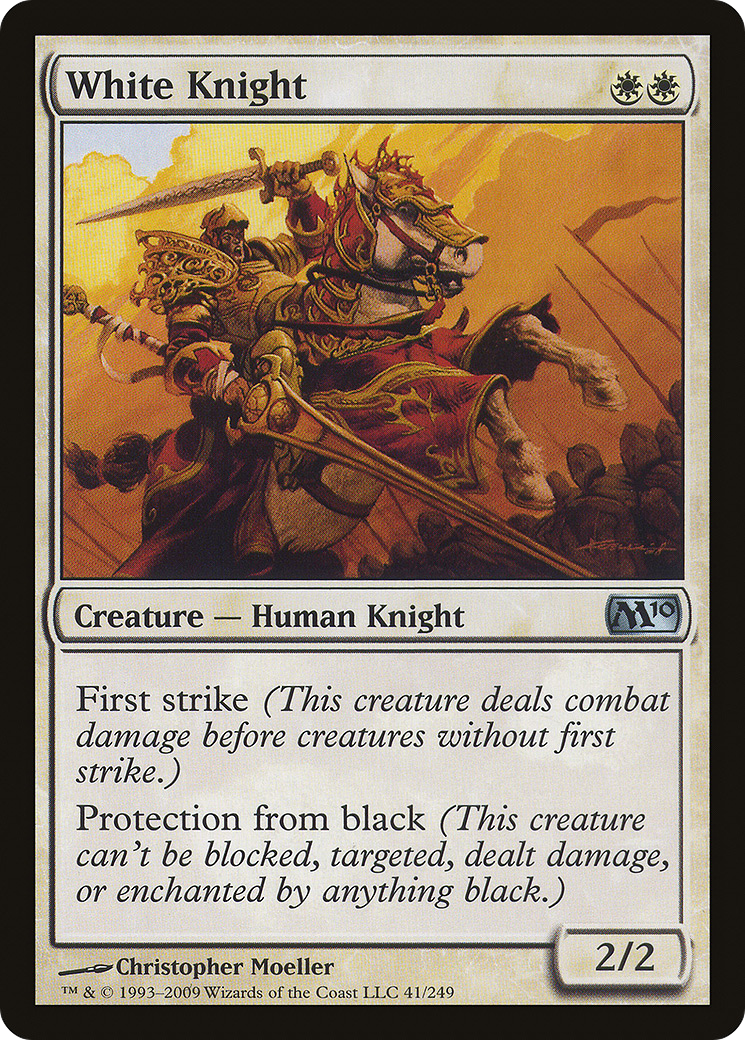 White Knight
Creature — Human Knight
M10
First strike (This creature deals combat
damage before creatures without first
strike.)
Protection from black (This creature
can't be blocked, targeted, dealt damage,
or enchanted by anything black.)
2/2
Christopher Moeller
™ & © 1993–2009 Wizards of the Coast LLC 41/249